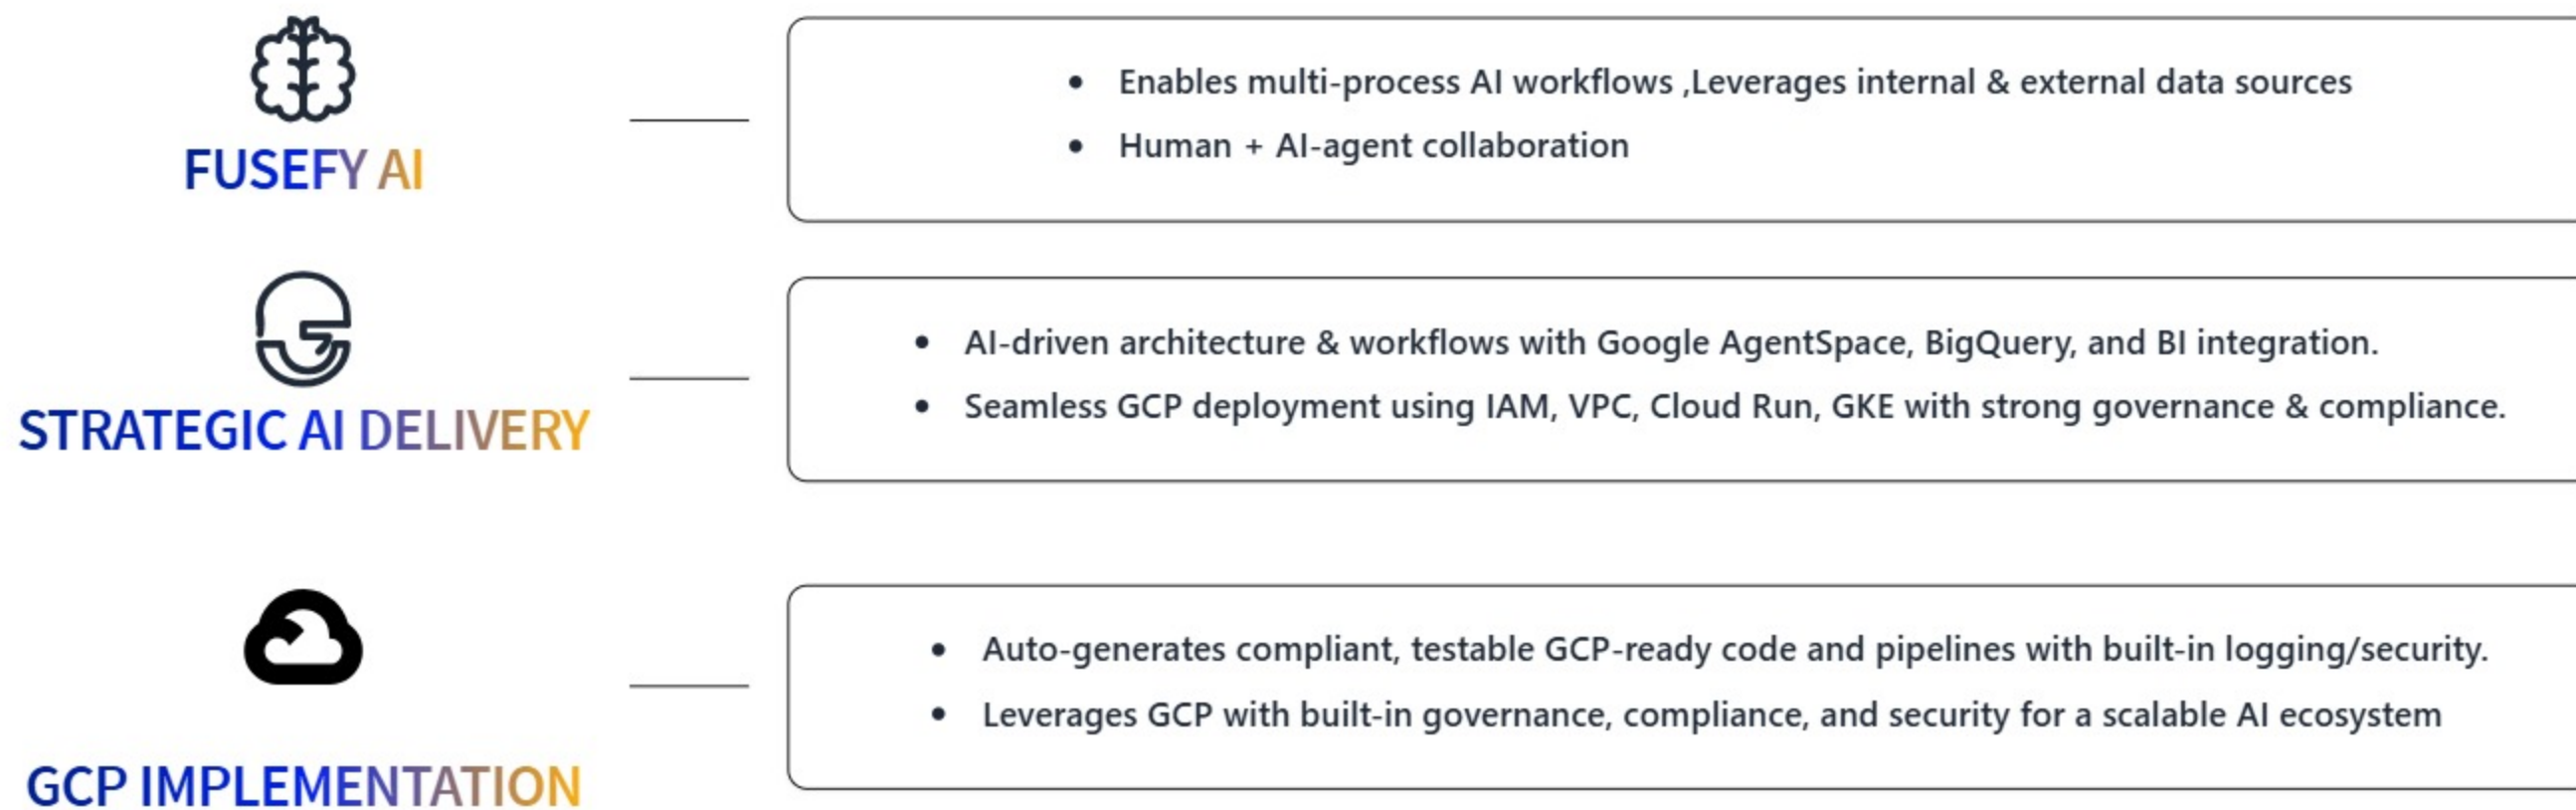 FUSEFY AI
• Enables multi-process AI workflows ,Leverages internal & external data sources
• Human + AI-agent collaboration
STRATEGIC AI DELIVERY
• AI-driven architecture & workflows with Google AgentSpace, BigQuery, and BI integration.
• Seamless GCP deployment using IAM, VPC, Cloud Run, GKE with strong governance & compliance.
GCP IMPLEMENTATION
• Auto-generates compliant, testable GCP-ready code and pipelines with built-in logging/security.
• Leverages GCP with built-in governance, compliance, and security for a scalable AI ecosystem